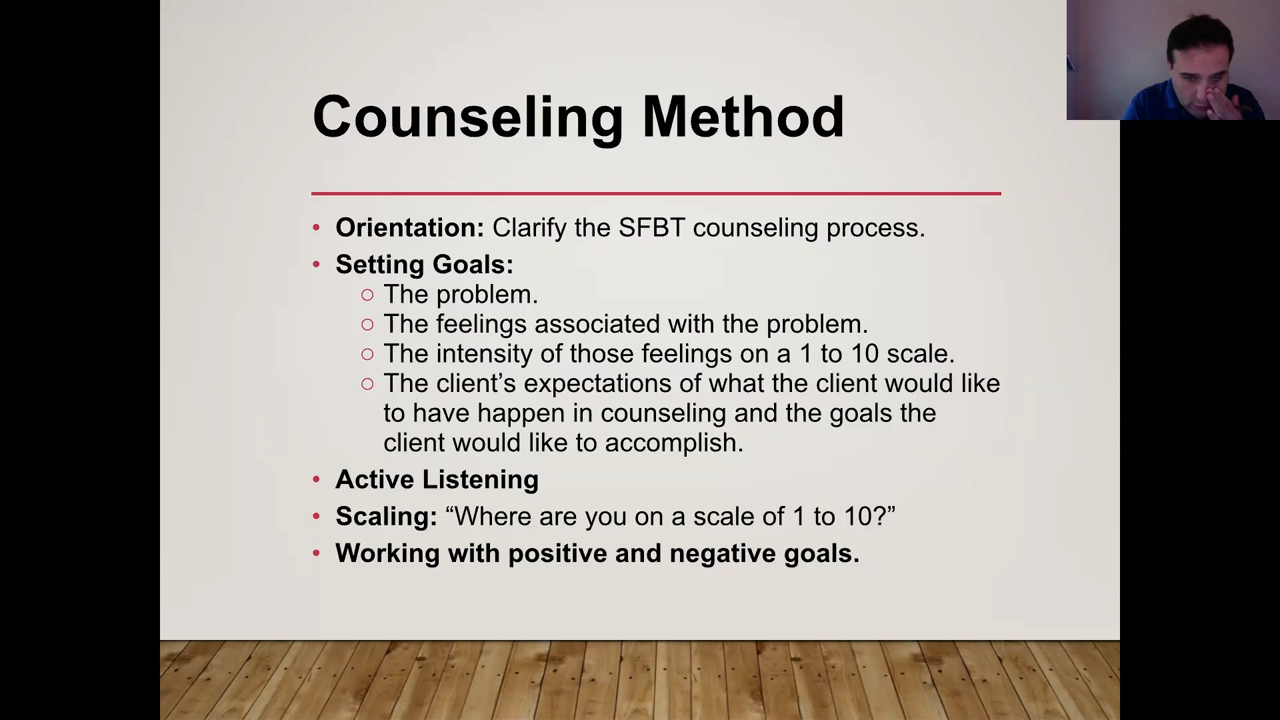 Counseling Method
• Orientation: Clarify the SFBT counseling process.
• Setting Goals:
○ The problem.
○ The feelings associated with the problem.
○ The intensity of those feelings on a 1 to 10 scale.
○ The client’s expectations of what the client would like
to have happen in counseling and the goals the
client would like to accomplish.
• Active Listening
• Scaling: “Where are you on a scale of 1 to 10?”
• Working with positive and negative goals.